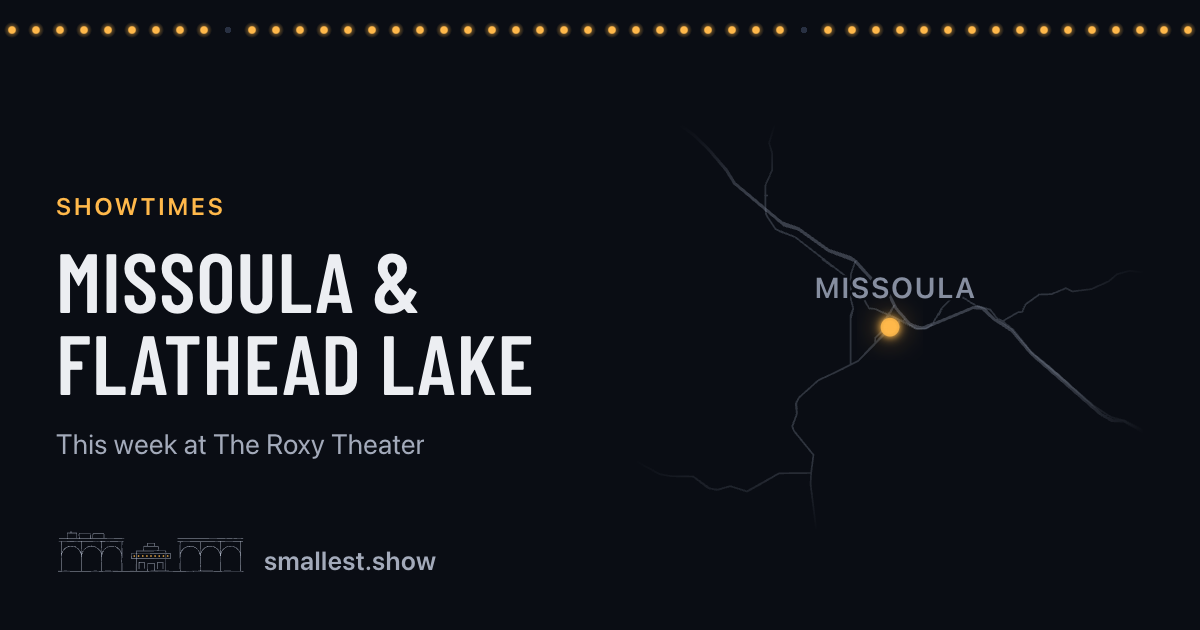 SHOWTIMES
MISSOULA &
FLATHEAD LAKE
This week at The Roxy Theater
smallest.show
MISSOULA